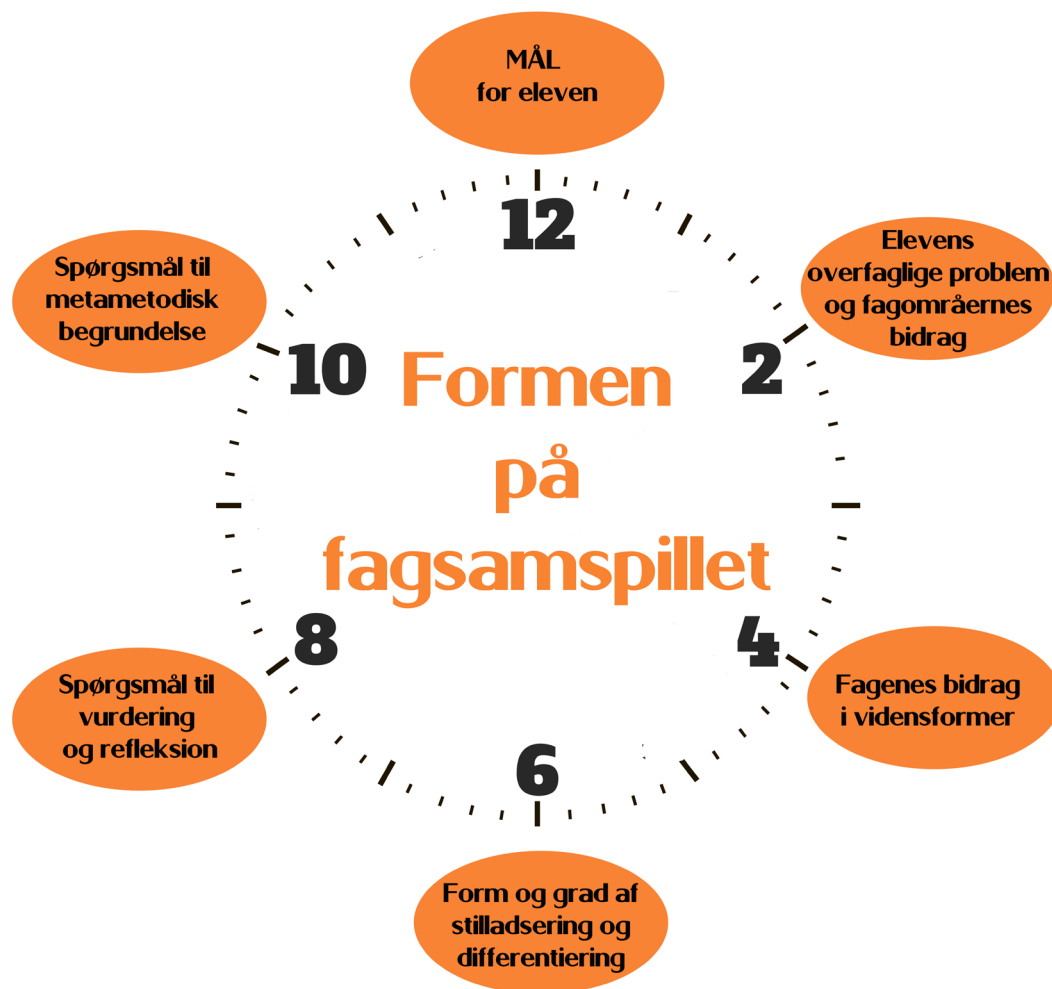 MÅL
for eleven
12
Elevens
overfaglige problem
og fagområernes
bidrag
2
Fagenes bidrag
i vidensformer
4
6
Form og grad af
stilladsering og
differentiering
8
Spørgsmål til
vurdering
og refleksion
10
Spørgsmål til
metametodisk
begrundelse
Formen
på
fagsamspillet